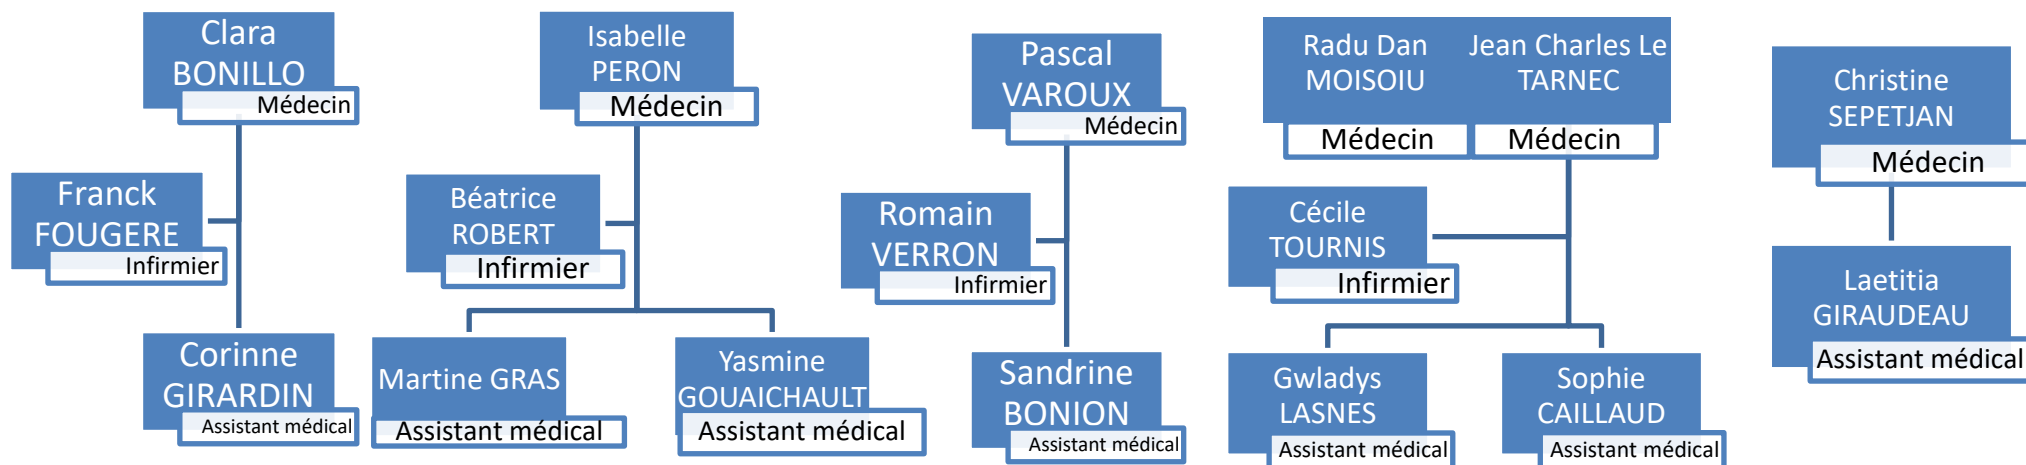 Clara
BONILLO
Médecin
Franck
FOUGERE
Infirmier
Corinne
GIRARDIN
Assistant médical
Isabelle
PERON
Médecin
Béatrice
ROBERT
Infirmier
Martine GRAS
Assistant médical
Yasmine
GOUAICHAULT
Assistant médical
Pascal
VAROUX
Médecin
Romain
VERRON
Infirmier
Sandrine
BONION
Assistant médical
Radu Dan
MOISOIU
Médecin
Jean Charles Le
TARNEC
Médecin
Cécile
TOURNIS
Infirmier
Gwladys
LASNES
Assistant médical
Sophie
CAILLAUD
Assistant médical
Christine
SEPETJAN
Médecin
Laetitia
GIRAUDEAU
Assistant médical